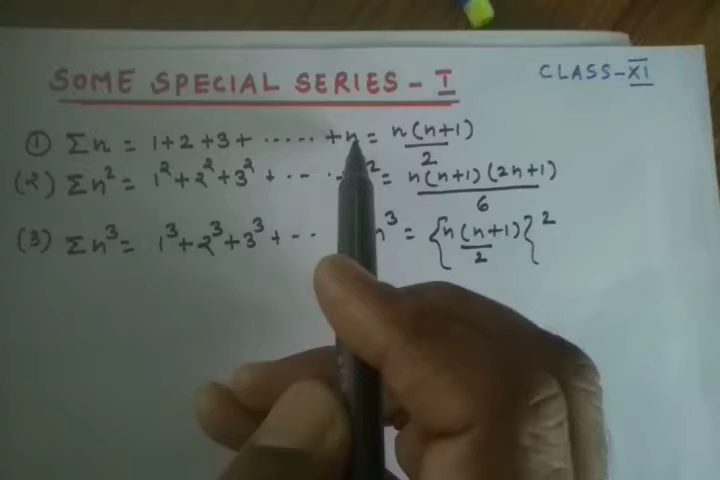 SOME SPECIAL SERIES - I
CLASS-XI
① Σn = 1+2+3+ ...... +n = n(n+1)/2
(2) Σn² = 1²+2²+3² + ... ² = n(n+1)(2n+1)/6
(3) Σn³ = 1³+2³+3³+ ... n³ = {n(n+1)/2}²